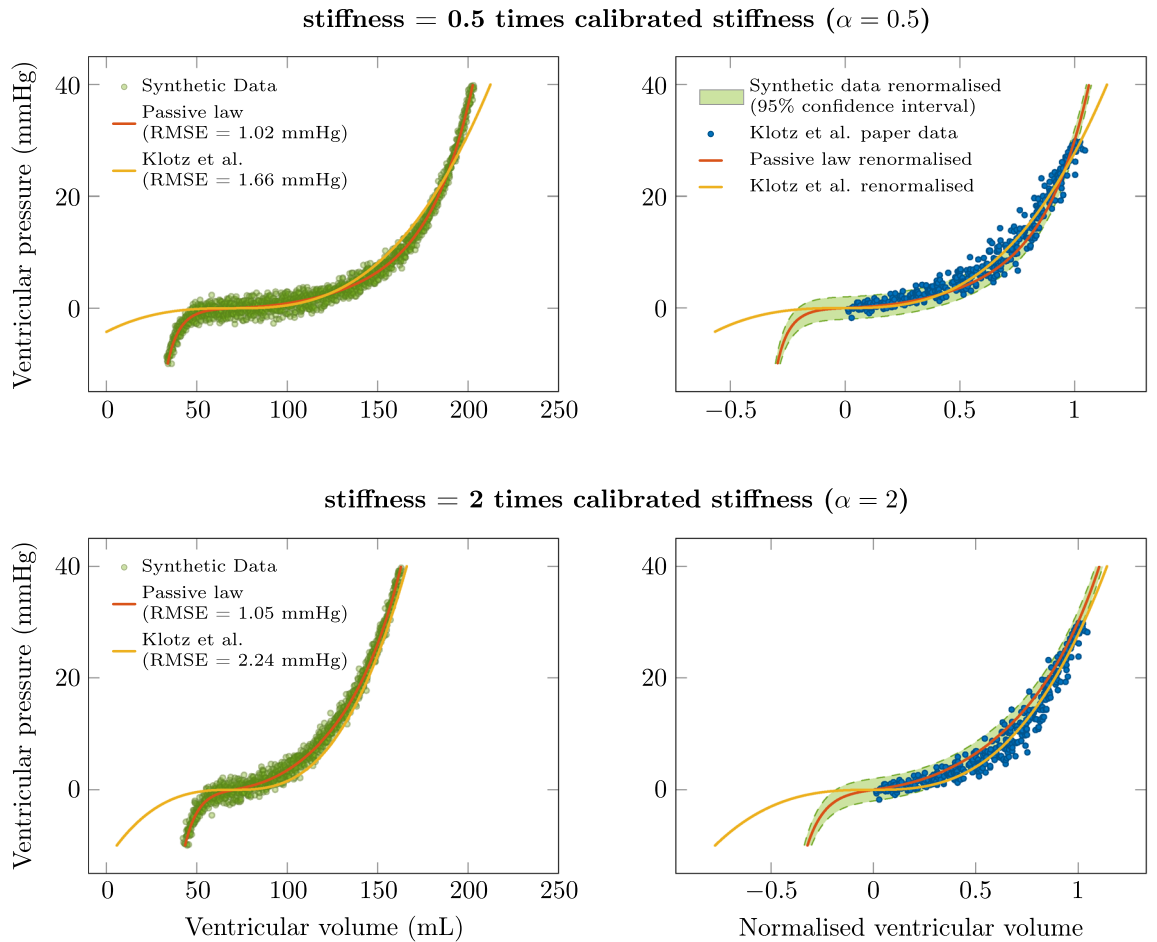 stiffness = 0.5 times calibrated stiffness (α = 0.5)
Ventricular pressure (mmHg)
40
20
0
Synthetic Data
Passive law
(RMSE = 1.02 mmHg)
Klotz et al.
(RMSE = 1.66 mmHg)
0
50
100
150
200
250
Synthetic data renormalised
(95% confidence interval)
Klotz et al. paper data
Passive law renormalised
Klotz et al. renormalised
40
20
0
−0.5
0
0.5
1
stiffness = 2 times calibrated stiffness (α = 2)
Ventricular pressure (mmHg)
40
20
0
Synthetic Data
Passive law
(RMSE = 1.05 mmHg)
Klotz et al.
(RMSE = 2.24 mmHg)
0
50
100
150
200
250
Ventricular volume (mL)
40
20
0
−0.5
0
0.5
1
Normalised ventricular volume